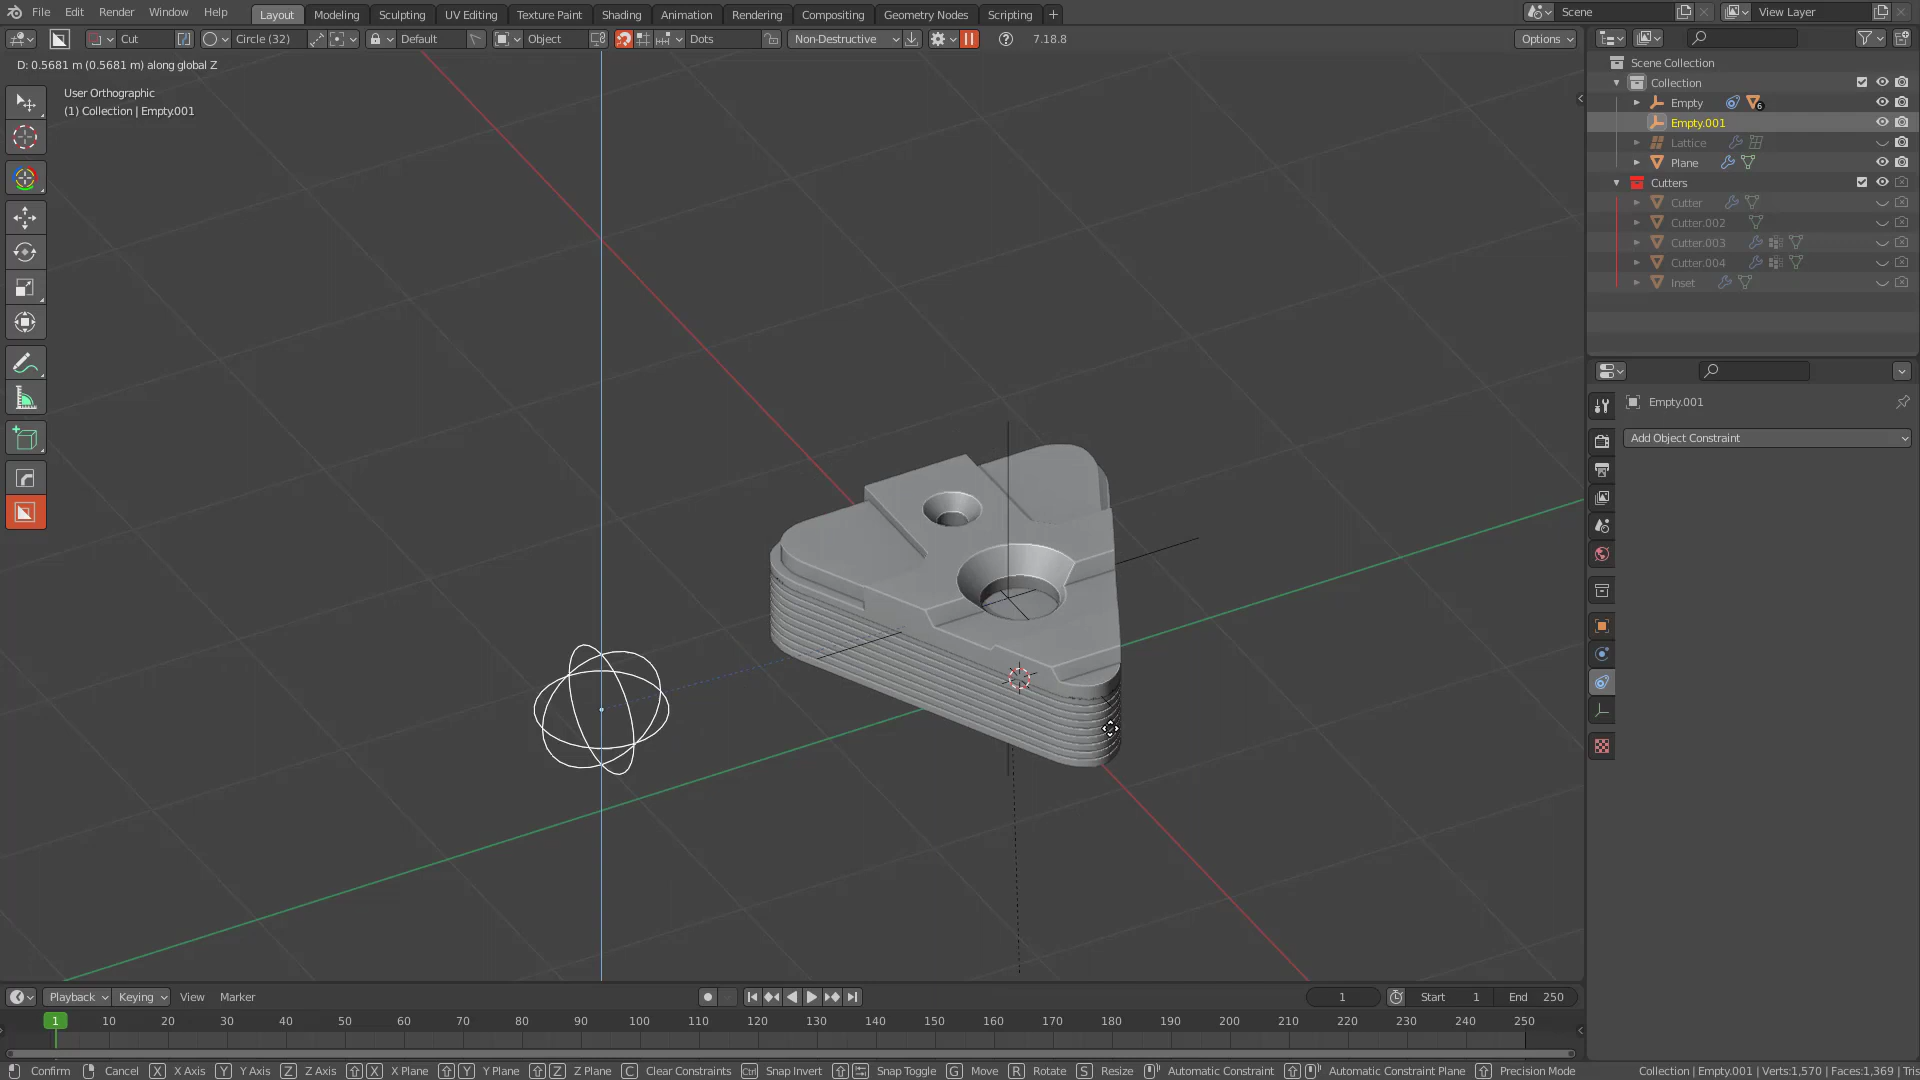 File Edit Render Window Help Layout Modeling Sculpting UV Editing Texture Paint Shading Animation Rendering Compositing Geometry Nodes Scripting Scene View Layer
Cut Circle (32) Default Object Dots Non-Destructive 7.18.8 Options
D: 0.5681 m (0.5681 m) along global Z
User Orthographic
(1) Collection | Empty.001
Scene Collection
Collection
Empty 6
Empty.001
Lattice
Plane
Cutters
Cutter
Cutter.002
Cutter.003
Cutter.004
Inset
Empty.001
Add Object Constraint
Playback Keying View Marker 1 Start 1 End 250
1 10 20 30 40 50 60 70 80 90 100 110 120 130 140 150 160 170 180 190 200 210 220 230 240 250
Confirm Cancel X X Axis Y Y Axis Z Z Axis X X Plane Y Y Plane Z Z Plane C Clear Constraints Ctrl Snap Invert Snap Toggle G Move R Rotate S Resize Automatic Constraint Automatic Constraint Plane Precision Mode Collection | Empty.001 | Verts:1,570 | Faces:1,369 | Tris